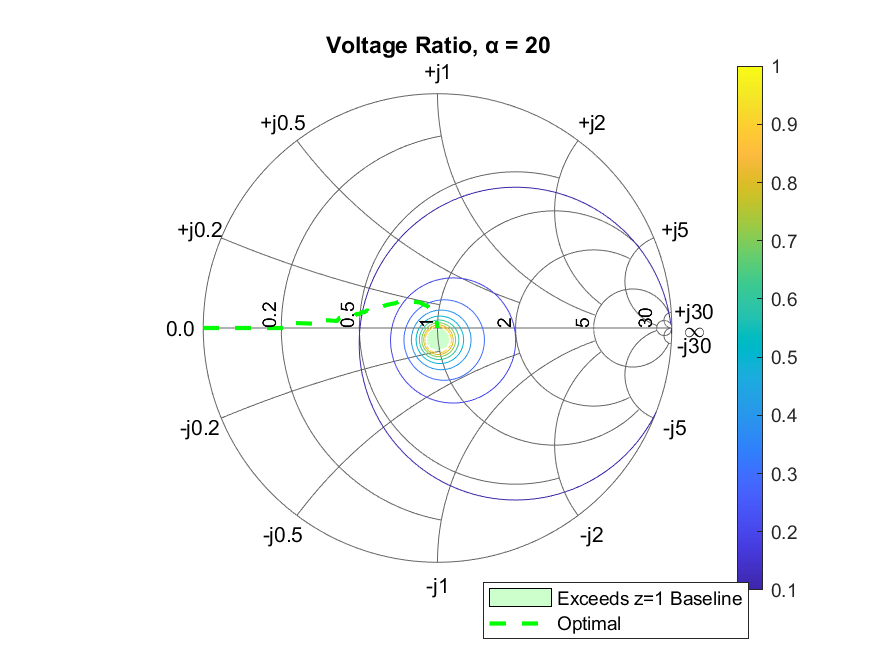 Voltage Ratio, α = 20
+j1
+j0.5
+j2
+j0.2
+j5
0.0
0.2
0.5
1
2
5
30
+j30
∞
-j30
-j0.2
-j5
-j0.5
-j2
-j1
1
0.9
0.8
0.7
0.6
0.5
0.4
0.3
0.2
0.1
Exceeds z=1 Baseline
Optimal